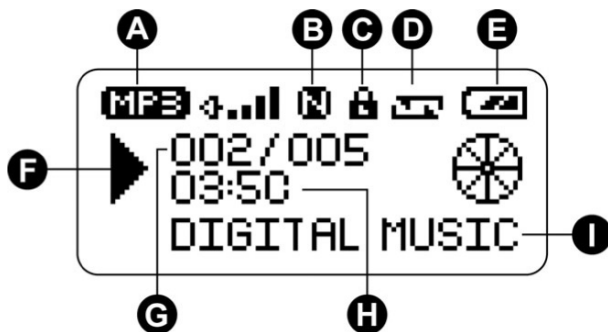 A B C D E
MP3 N
F 002/005
03:50
DIGITAL MUSIC I
G H